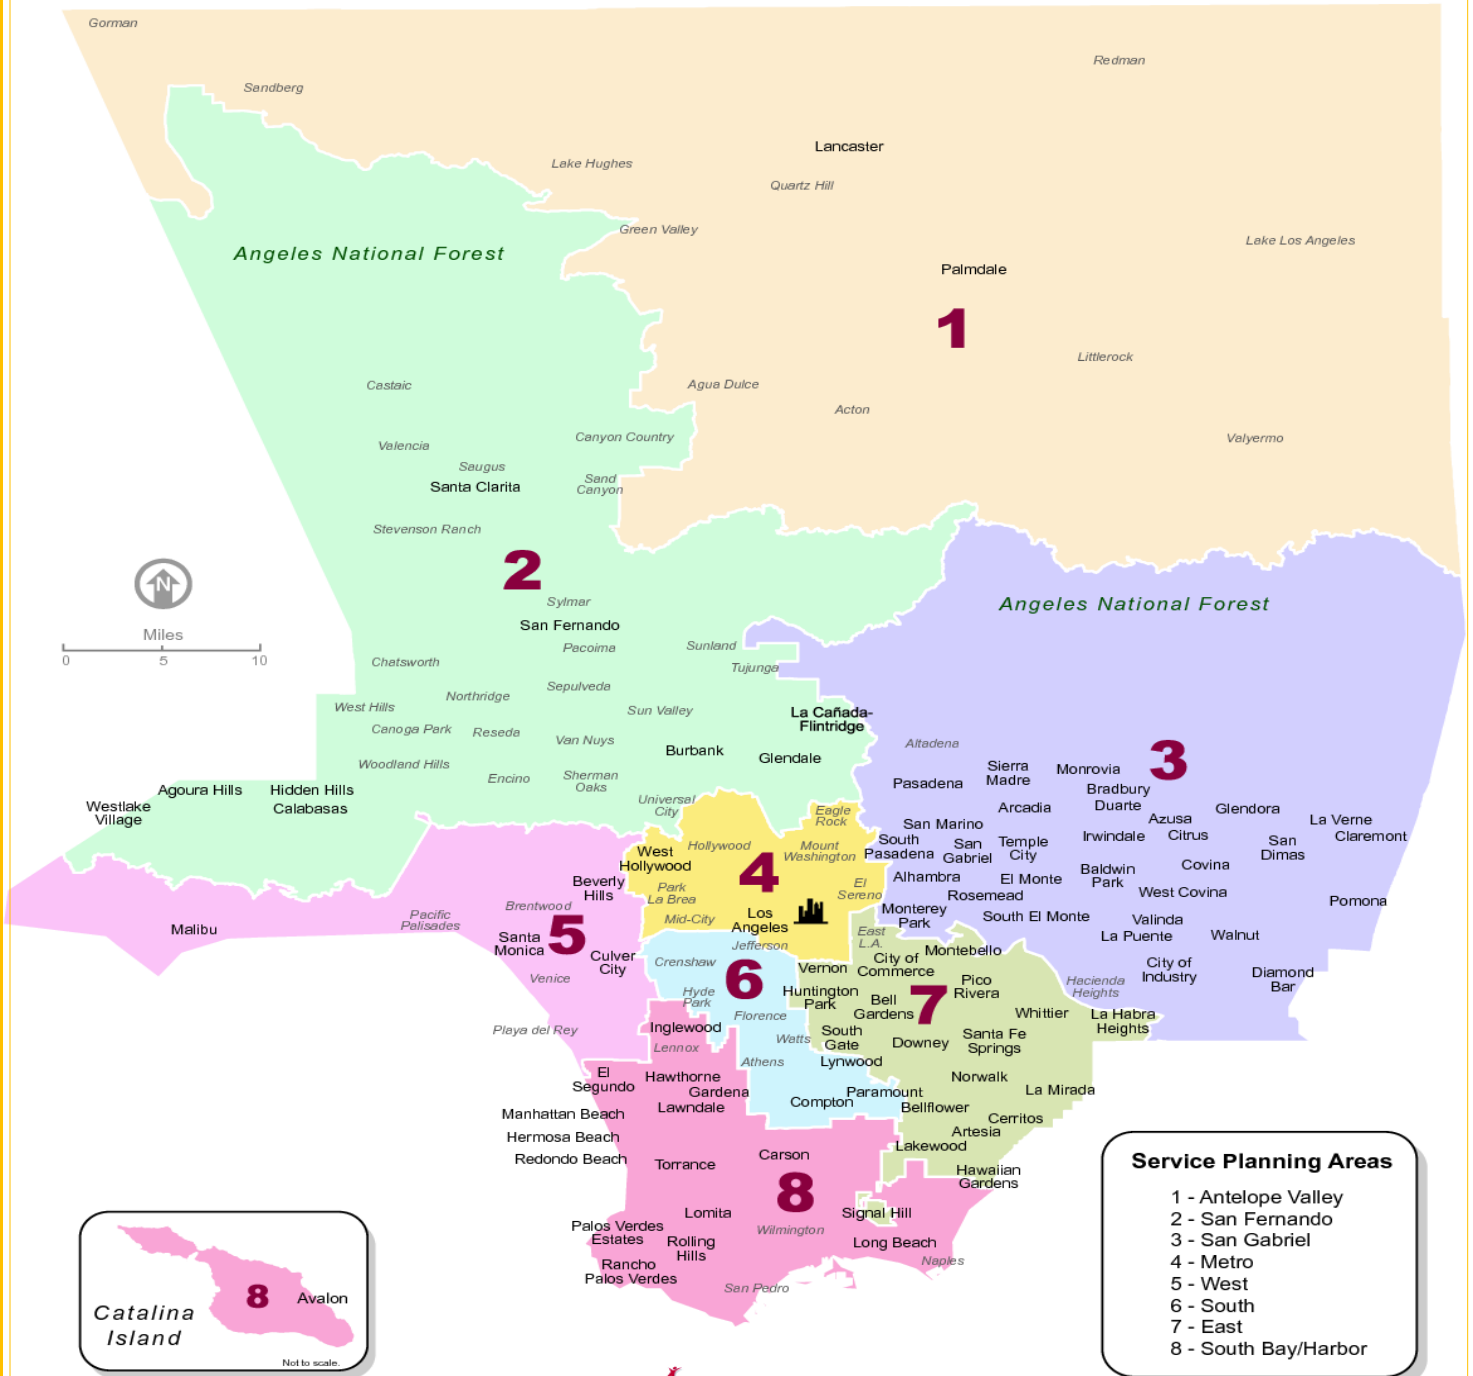 Gorman
Redman
Sandberg
Lancaster
Lake Hughes
Quartz Hill
Green Valley
Lake Los Angeles
Angeles National Forest
Palmdale
1
Littlerock
Castaic
Agua Dulce
Acton
Canyon Country
Valyermo
Valencia
Saugus
Santa Clarita
Sand
Canyon
Stevenson Ranch
2
N
Miles
0 5 10
Sylmar
San Fernando
Pacoima
Sunland
Tujunga
Chatsworth
Sepulveda
Northridge
West Hills
Sun Valley
Canoga Park
Reseda
Van Nuys
Burbank
La Cañada-
Flintridge
Glendale
Woodland Hills
Encino
Sherman
Oaks
Universal
City
Agoura Hills
Hidden Hills
Calabasas
Westlake
Village
Angeles National Forest
3
Altadena
Pasadena
Sierra
Madre
Monrovia
Bradbury
Duarte
Arcadia
Azusa
Glendora
La Verne
Claremont
San Marino
South
Pasadena
San
Gabriel
Temple
City
Irwindale
Citrus
San
Dimas
Alhambra
El Monte
Baldwin
Park
Covina
Rosemead
West Covina
Pomona
Monterey
Park
South El Monte
Valinda
La Puente
Walnut
City of
Industry
Diamond
Bar
Hacienda
Heights
Eagle
Rock
Hollywood
Mount
Washington
West
Hollywood
4
El
Sereno
Park
La Brea
Mid-City
Los
Angeles
Beverly
Hills
Brentwood
Pacific
Palisades
Malibu
5
Santa
Monica
Culver
City
Venice
Playa del Rey
Jefferson
Crenshaw
6
Hyde
Park
Florence
Watts
Athens
Lynwood
Compton
Paramount
East
L.A.
Montebello
City of
Commerce
Vernon
Huntington
Park
Bell
Gardens
7
Pico
Rivera
Whittier
La Habra
Heights
South
Gate
Downey
Santa Fe
Springs
Norwalk
La Mirada
Bellflower
Cerritos
Artesia
Lakewood
Hawaiian
Gardens
Signal Hill
Inglewood
Lennox
El
Segundo
Hawthorne
Gardena
Lawndale
Manhattan Beach
Hermosa Beach
Redondo Beach
Torrance
Carson
8
Lomita
Wilmington
Palos Verdes
Estates
Rolling
Hills
Long Beach
Naples
Rancho
Palos Verdes
San Pedro
Catalina
Island
8
Avalon
Not to scale.
Service Planning Areas
1 - Antelope Valley
2 - San Fernando
3 - San Gabriel
4 - Metro
5 - West
6 - South
7 - East
8 - South Bay/Harbor